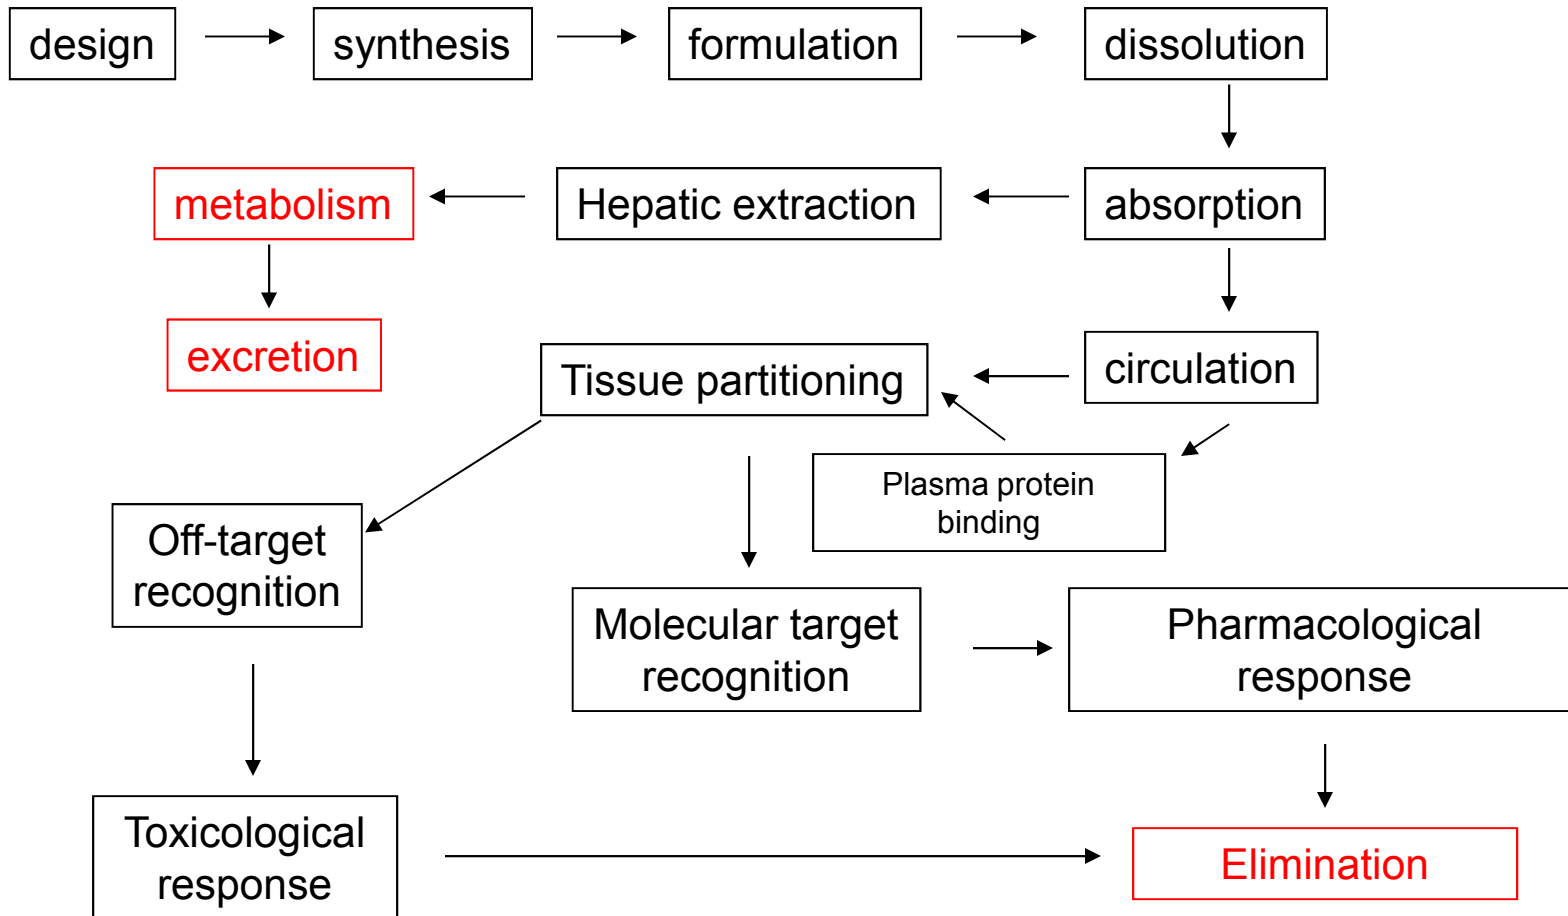 design
synthesis
formulation
dissolution
metabolism
Hepatic extraction
absorption
excretion
Tissue partitioning
circulation
Plasma protein
binding
Off-target
recognition
Molecular target
recognition
Pharmacological
response
Toxicological
response
Elimination